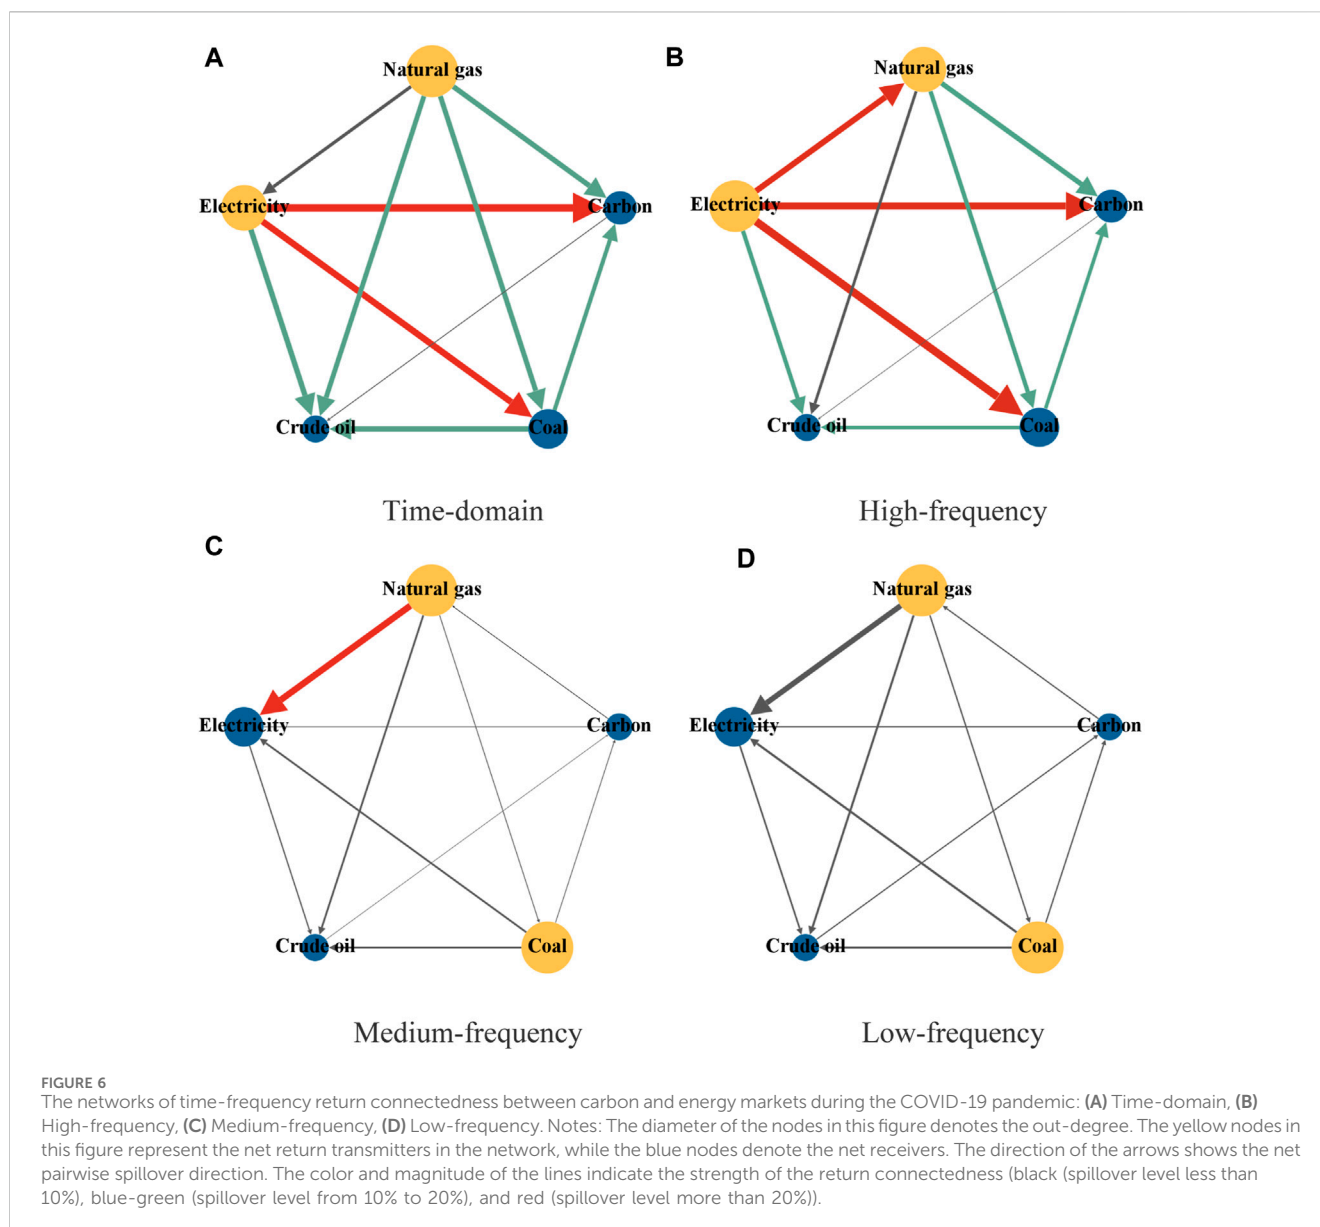 A
Natural gas
Electricity
Carbon
Crude oil
Coal
Time-domain
B
Natural gas
Electricity
Carbon
Crude oil
Coal
High-frequency
C
Natural gas
Electricity
Carbon
Crude oil
Coal
Medium-frequency
D
Natural gas
Electricity
Carbon
Crude oil
Coal
Low-frequency
FIGURE 6
The networks of time-frequency return connectedness between carbon and energy markets during the COVID-19 pandemic: (A) Time-domain, (B)
High-frequency, (C) Medium-frequency, (D) Low-frequency. Notes: The diameter of the nodes in this figure denotes the out-degree. The yellow nodes in
this figure represent the net return transmitters in the network, while the blue nodes denote the net receivers. The direction of the arrows shows the net
pairwise spillover direction. The color and magnitude of the lines indicate the strength of the return connectedness (black (spillover level less than
10%), blue-green (spillover level from 10% to 20%), and red (spillover level more than 20%)).